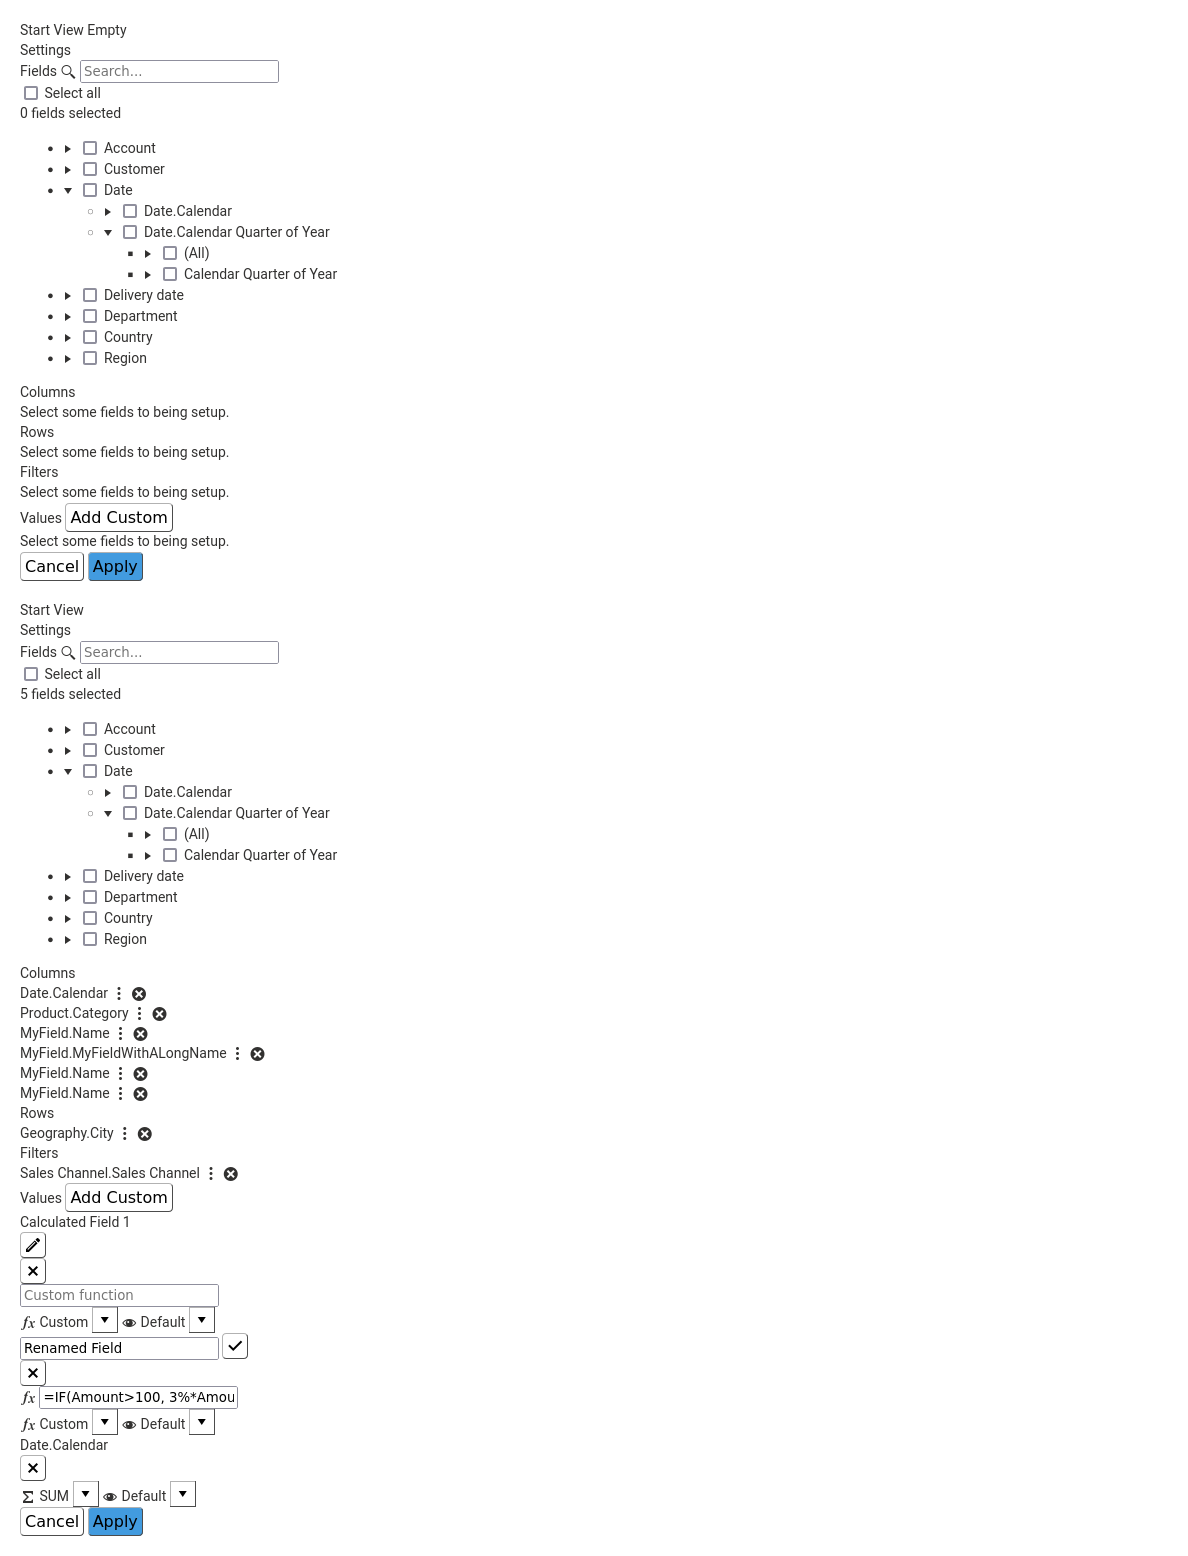 Start View Empty
Settings
Fields Search...
Select all
0 fields selected
Account
Customer
Date
Date.Calendar
Date.Calendar Quarter of Year
(All)
Calendar Quarter of Year
Delivery date
Department
Country
Region
Columns
Select some fields to being setup.
Rows
Select some fields to being setup.
Filters
Select some fields to being setup.
Values Add Custom
Select some fields to being setup.
Cancel Apply
Start View
Settings
Fields Search...
Select all
5 fields selected
Account
Customer
Date
Date.Calendar
Date.Calendar Quarter of Year
(All)
Calendar Quarter of Year
Delivery date
Department
Country
Region
Columns
Date.Calendar
Product.Category
MyField.Name
MyField.MyFieldWithALongName
MyField.Name
MyField.Name
Rows
Geography.City
Filters
Sales Channel.Sales Channel
Values Add Custom
Calculated Field 1
Custom function
fx Custom Default
Renamed Field
fx =IF(Amount>100, 3%*Amou
fx Custom Default
Date.Calendar
Σ SUM Default
Cancel Apply